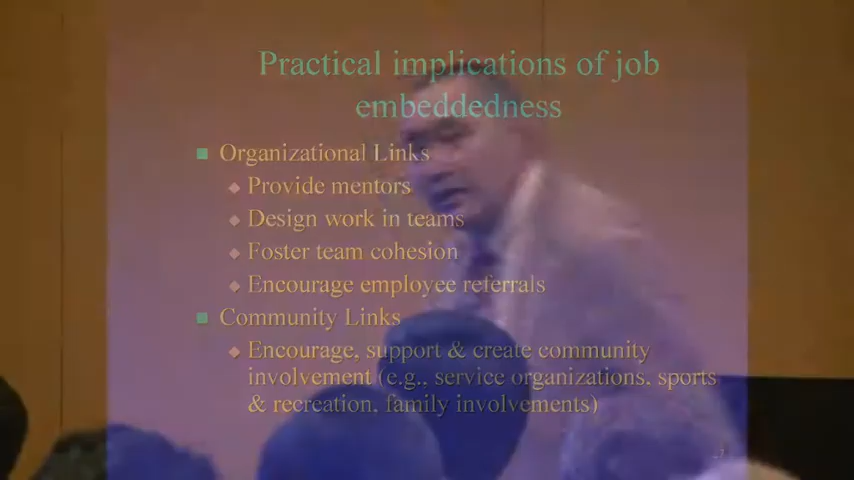 Practical implications of job
embeddedness
Organizational Links
Provide mentors
Design work in teams
Foster team cohesion
Encourage employee referrals
Community Links
Encourage, support & create community
involvement (e.g., service organizations, sports
& recreation, family involvements)